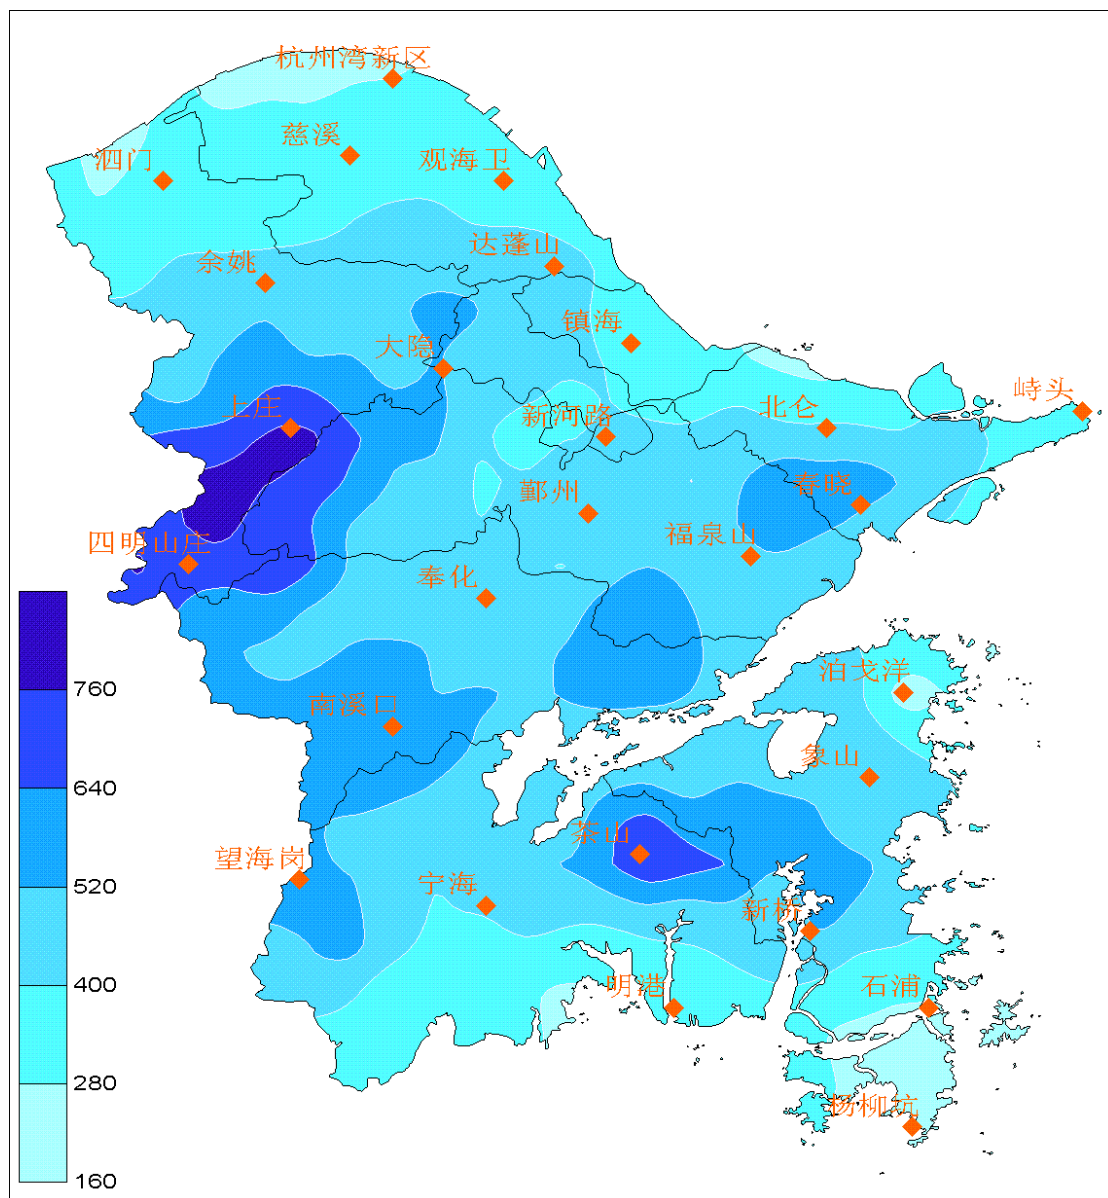 杭州湾新区
慈溪
泗门
观海卫
达蓬山
余姚
镇海
大隐
峙头
上庄
新河路
北仑
鄞州
春晓
四明山庄
福泉山
奉化
泊戈洋
760
南溪口
象山
640
茶山
望海岗
宁海
520
新桥
400
明港
石浦
280
杨柳坑
160